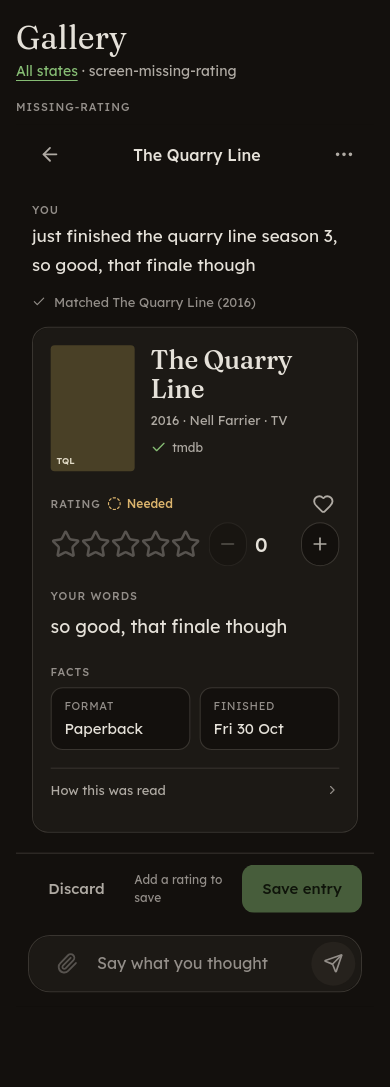 Gallery
All states · screen-missing-rating
MISSING-RATING
The Quarry Line
YOU
just finished the quarry line season 3,
so good, that finale though
Matched The Quarry Line (2016)
The Quarry
Line
2016 · Nell Farrier · TV
tmdb
TQL
RATING Needed
0
YOUR WORDS
so good, that finale though
FACTS
FORMAT
Paperback
FINISHED
Fri 30 Oct
How this was read
Discard
Add a rating to
save
Save entry
Say what you thought